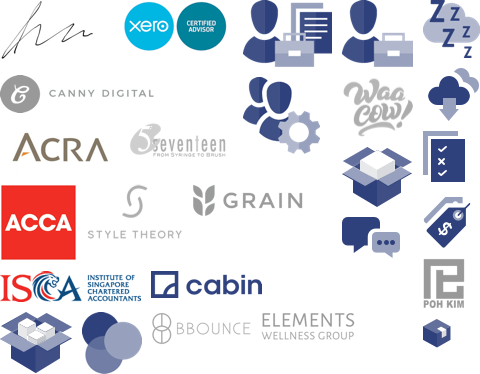 xero
CERTIFIED
ADVISOR
Z
Z
Z
Z
CANNY DIGITAL
Waa
COW!
ACRA
5seventeen
FROM SYRINGE TO BRUSH
ACCA
STYLE THEORY
GRAIN
$
POH KIM
ISCA
INSTITUTE OF
SINGAPORE
CHARTERED
ACCOUNTANTS
cabin
BBOUNCE
ELEMENTS
WELLNESS GROUP